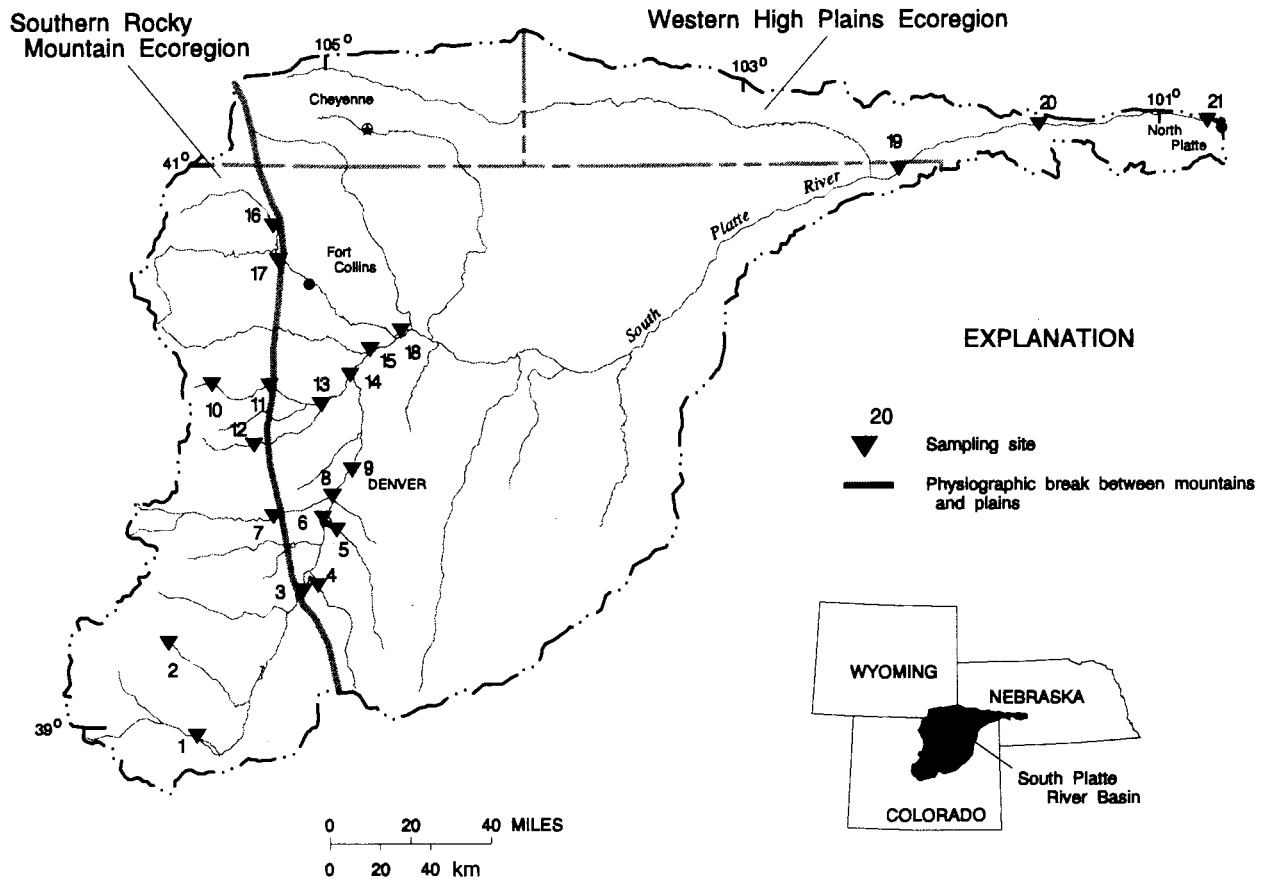 Southern Rocky
Mountain Ecoregion
Western High Plains Ecoregion
105°
103°
101°
Cheyenne
20
21
North
Platte
19
41°
River
Platte
South
16
Fort
Collins
17
18
15
14
13
10
11
12
9
DENVER
8
7
6
5
4
3
2
1
39°
EXPLANATION
20
Sampling site
Physiographic break between mountains
and plains
WYOMING
NEBRASKA
South Platte
River Basin
COLORADO
0 20 40 MILES
0 20 40 km